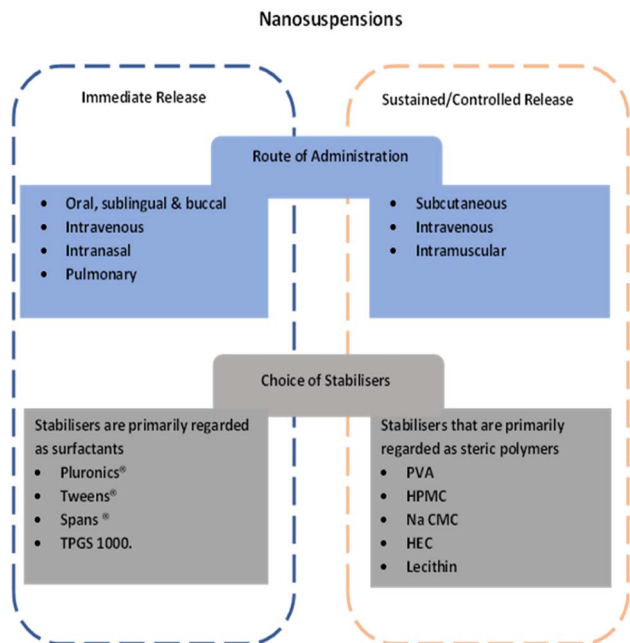 Nanosuspensions
Immediate Release
Sustained/Controlled Release
Route of Administration
• Oral, sublingual & buccal
• Intravenous
• Intranasal
• Pulmonary
• Subcutaneous
• Intravenous
• Intramuscular
Choice of Stabilisers
Stabilisers are primarily regarded
as surfactants
• Pluronics®
• Tweens®
• Spans ®
• TPGS 1000.
Stabilisers that are primarily
regarded as steric polymers
• PVA
• HPMC
• Na CMC
• HEC
• Lecithin